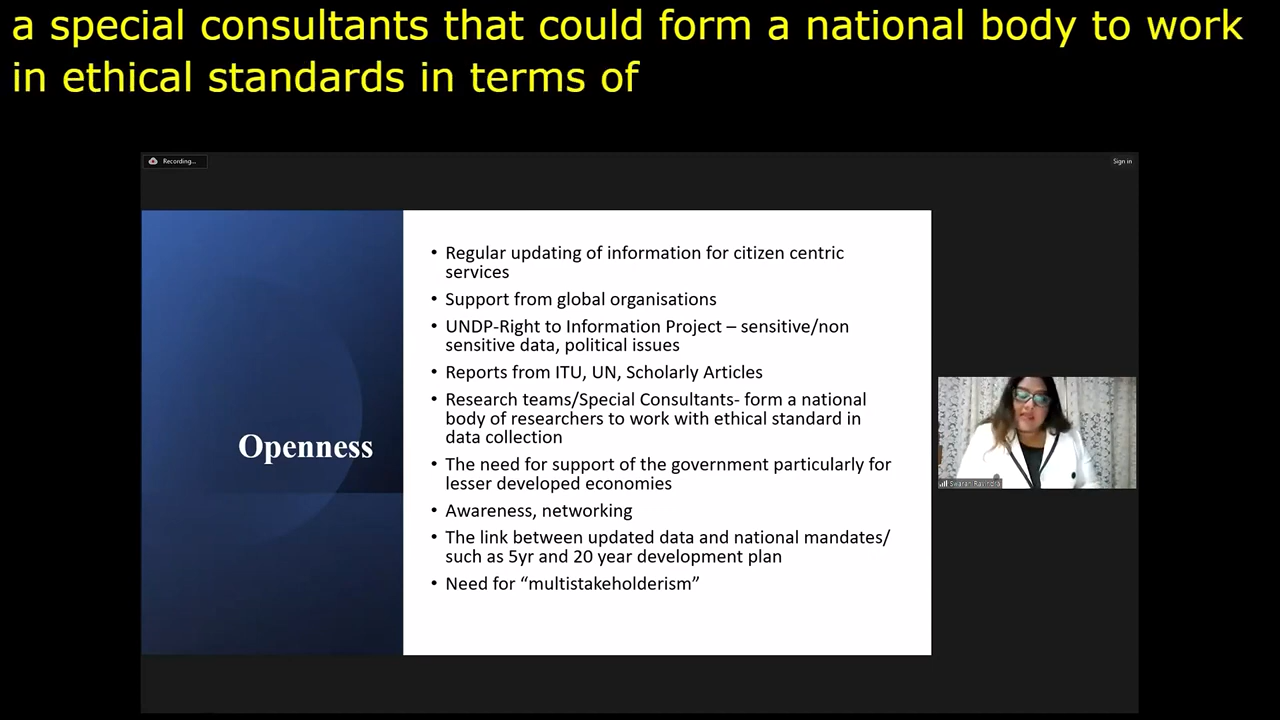 a special consultants that could form a national body to work
in ethical standards in terms of
Recording...
Sign in
Openness
• Regular updating of information for citizen centric
services
• Support from global organisations
• UNDP-Right to Information Project – sensitive/non
sensitive data, political issues
• Reports from ITU, UN, Scholarly Articles
• Research teams/Special Consultants- form a national
body of researchers to work with ethical standard in
data collection
• The need for support of the government particularly for
lesser developed economies
• Awareness, networking
• The link between updated data and national mandates/
such as 5yr and 20 year development plan
• Need for “multistakeholderism”
Swaran Ravindra